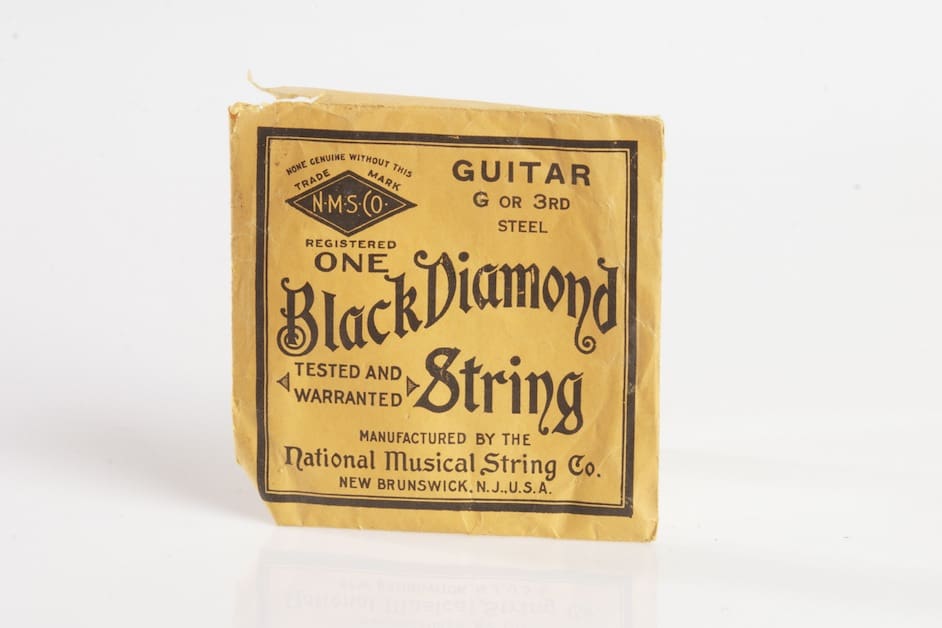 NONE GENUINE WITHOUT THIS
TRADE MARK
N·M·S·CO·
REGISTERED
GUITAR
G OR 3RD
STEEL
ONE
Black Diamond
String
TESTED AND
WARRANTED
MANUFACTURED BY THE
National Musical String Co.
NEW BRUNSWICK, N.J., U.S.A.